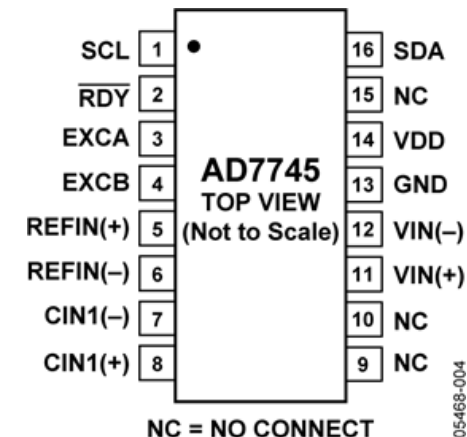 SCL 1
RDY 2
EXCA 3
EXCB 4
REFIN(+) 5
REFIN(–) 6
CIN1(–) 7
CIN1(+) 8
AD7745
TOP VIEW
(Not to Scale)
16 SDA
15 NC
14 VDD
13 GND
12 VIN(–)
11 VIN(+)
10 NC
9 NC
NC = NO CONNECT
05468-004